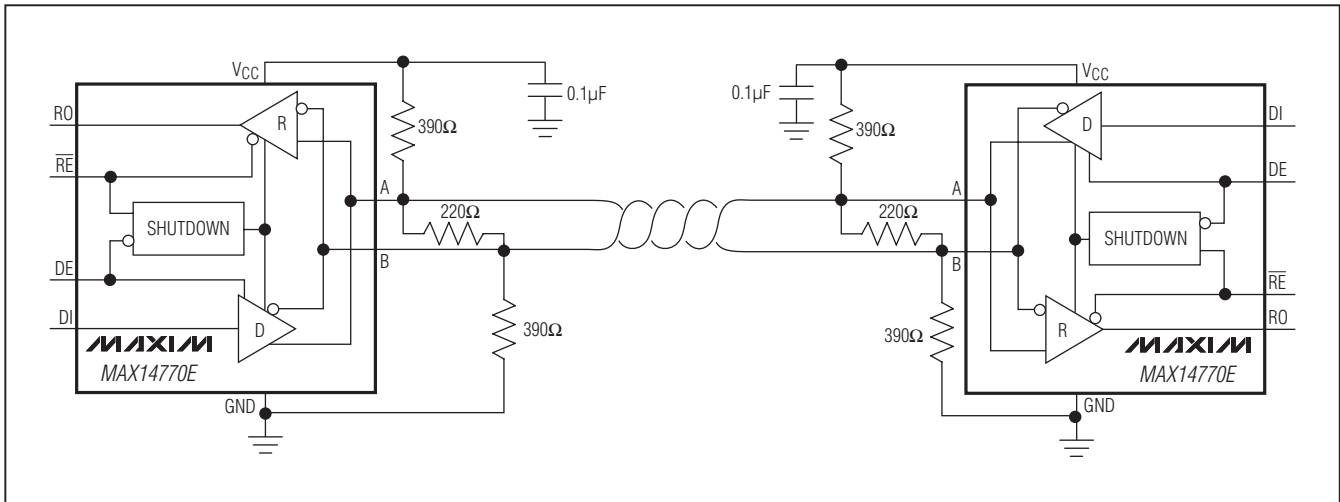 VCC
0.1µF
390Ω
RO
R
RE
A
220Ω
SHUTDOWN
B
DE
390Ω
DI
D
MAXIM
MAX14770E
GND
VCC
0.1µF
390Ω
D
DI
DE
A
220Ω
SHUTDOWN
B
RE
390Ω
R
RO
MAXIM
MAX14770E
GND